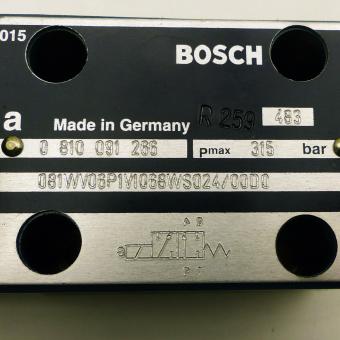 015
BOSCH
a Made in Germany R 259 483
0 810 091 266 pmax 315 bar
081WV06P1V1068WS024/00D0
a A B
P T